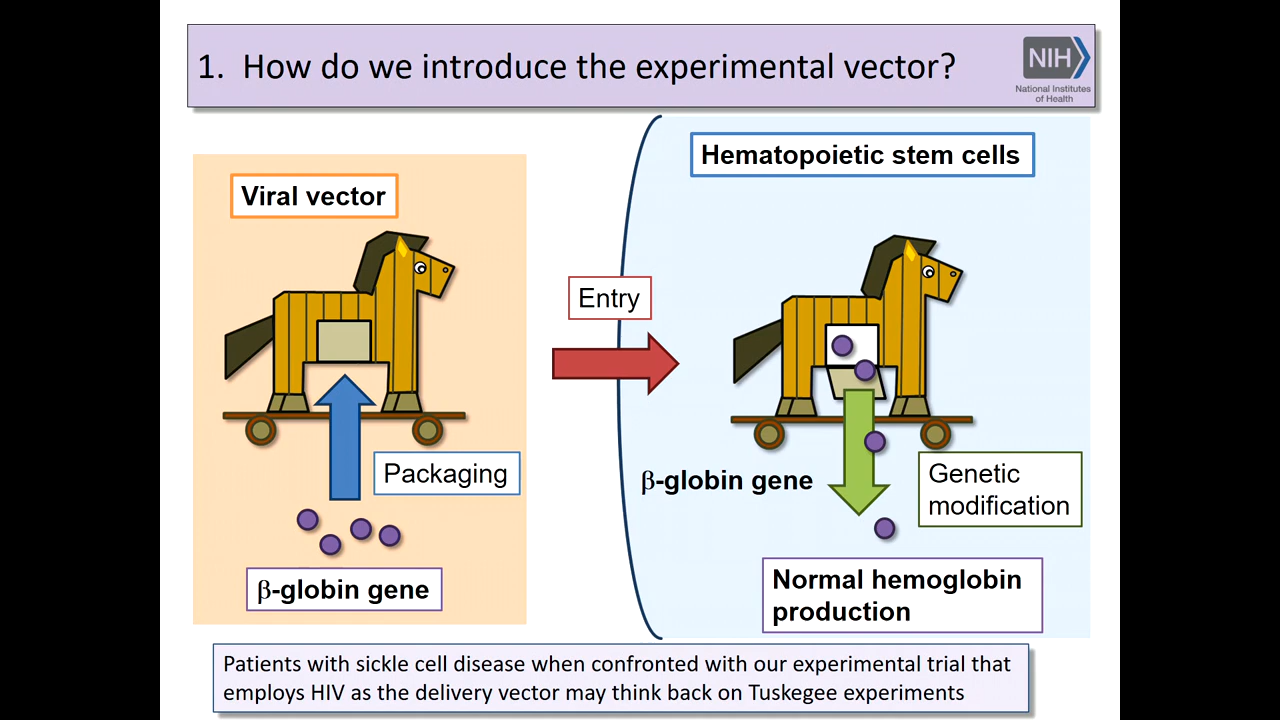 1. How do we introduce the experimental vector?
NIH
National Institutes
of Health
Viral vector
Packaging
β-globin gene
Entry
Hematopoietic stem cells
β-globin gene
Genetic
modification
Normal hemoglobin
production
Patients with sickle cell disease when confronted with our experimental trial that
employs HIV as the delivery vector may think back on Tuskegee experiments